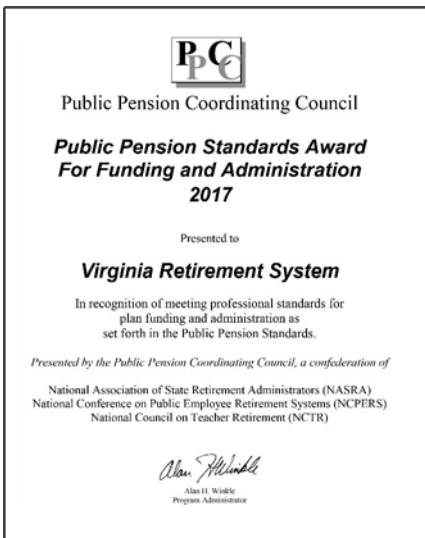 PPCC
Public Pension Coordinating Council
Public Pension Standards Award
For Funding and Administration
2017
Presented to
Virginia Retirement System
In recognition of meeting professional standards for
plan funding and administration as
set forth in the Public Pension Standards.
Presented by the Public Pension Coordinating Council, a confederation of
National Association of State Retirement Administrators (NASRA)
National Conference on Public Employee Retirement Systems (NCPERS)
National Council on Teacher Retirement (NCTR)
Alan H Winkle
Alan H. Winkle
Program Administrator